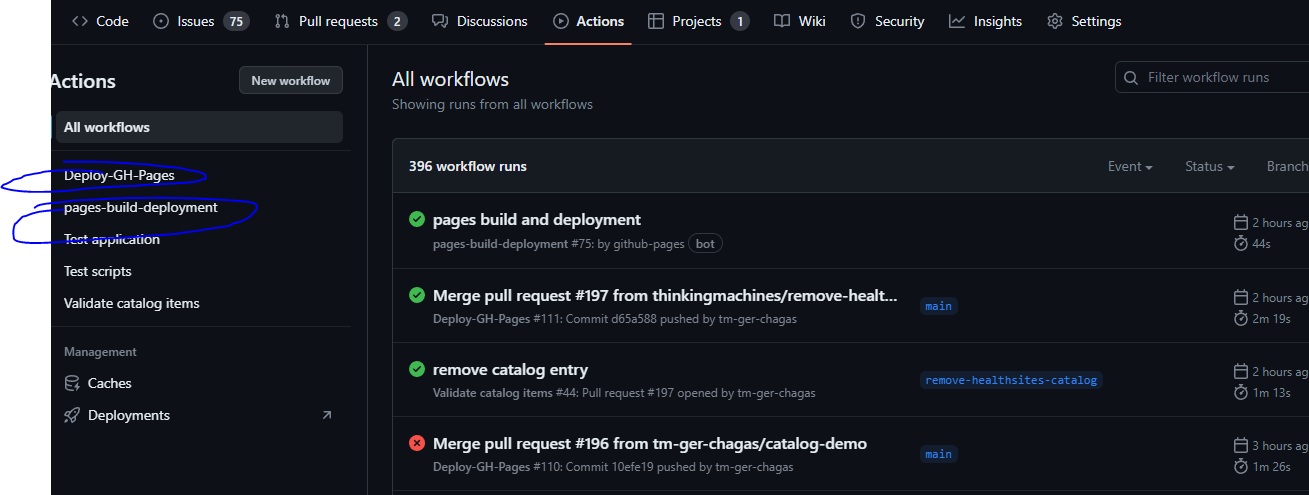 Code Issues 75 Pull requests 2 Discussions Actions Projects 1 Wiki Security Insights Settings
Actions New workflow
All workflows
Deploy-GH-Pages
pages-build-deployment
Test application
Test scripts
Validate catalog items
Management
Caches
Deployments
All workflows
Showing runs from all workflows
Filter workflow runs
396 workflow runs Event Status Branch
pages build and deployment
pages-build-deployment #75: by github-pages bot
2 hours ag
44s
Merge pull request #197 from thinkingmachines/remove-healt...
Deploy-GH-Pages #111: Commit d65a588 pushed by tm-ger-chagas
main
2 hours ag
2m 19s
remove catalog entry
Validate catalog items #44: Pull request #197 opened by tm-ger-chagas
remove-healthsites-catalog
2 hours ag
1m 13s
Merge pull request #196 from tm-ger-chagas/catalog-demo
Deploy-GH-Pages #110: Commit 10efe19 pushed by tm-ger-chagas
main
3 hours ag
1m 26s